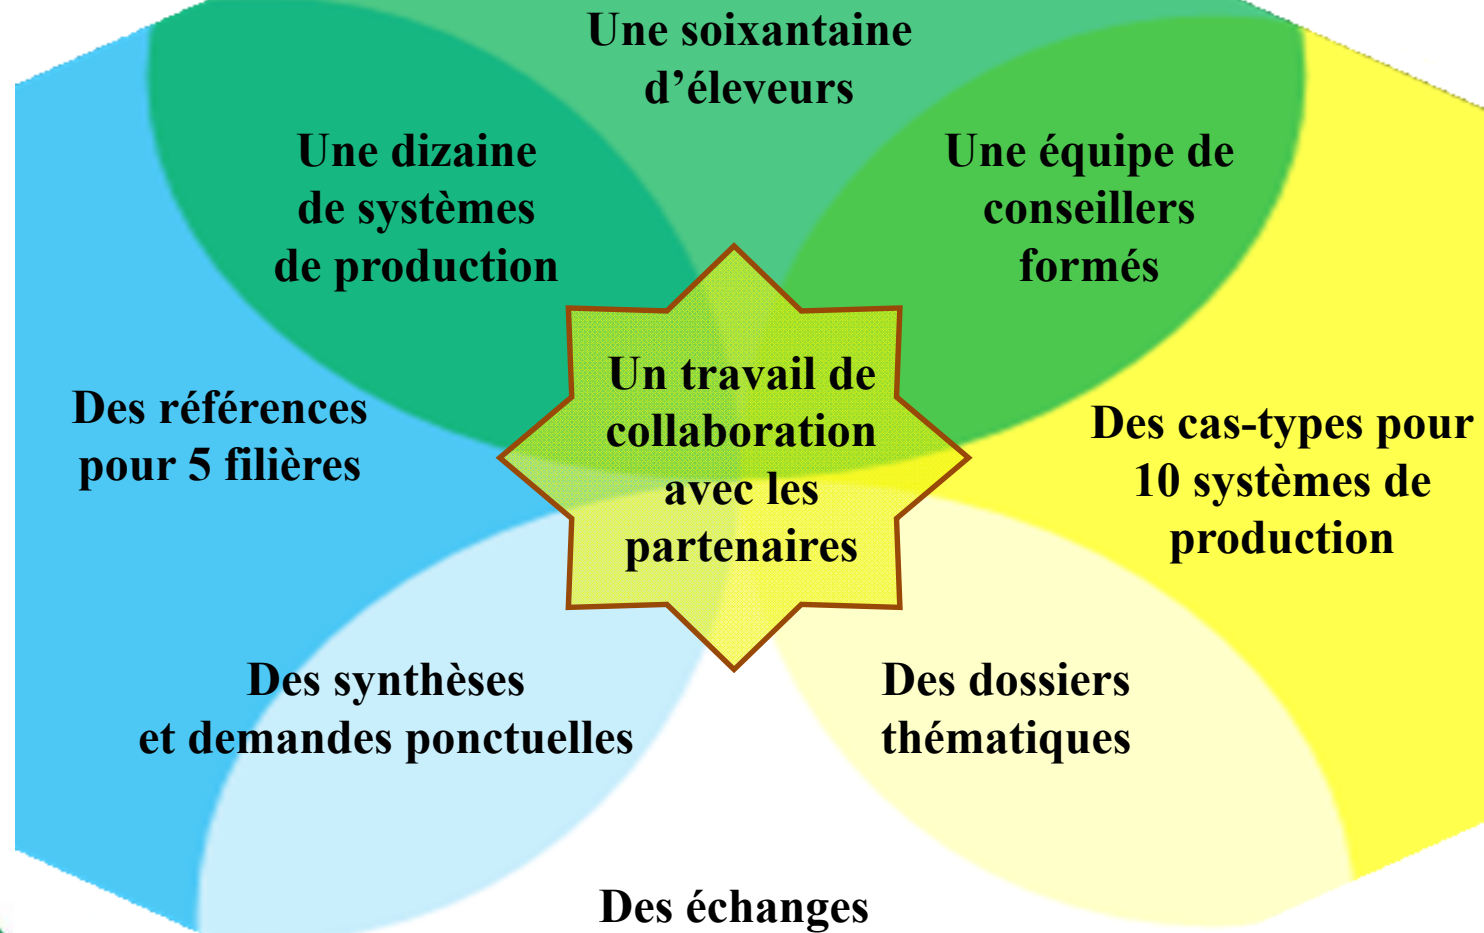 Une soixantaine
d’éleveurs
Une dizaine
de systèmes
de production
Une équipe de
conseillers
formés
Des références
pour 5 filières
Un travail de
collaboration
avec les
partenaires
Des cas-types pour
10 systèmes de
production
Des synthèses
et demandes ponctuelles
Des dossiers
thématiques
Des échanges